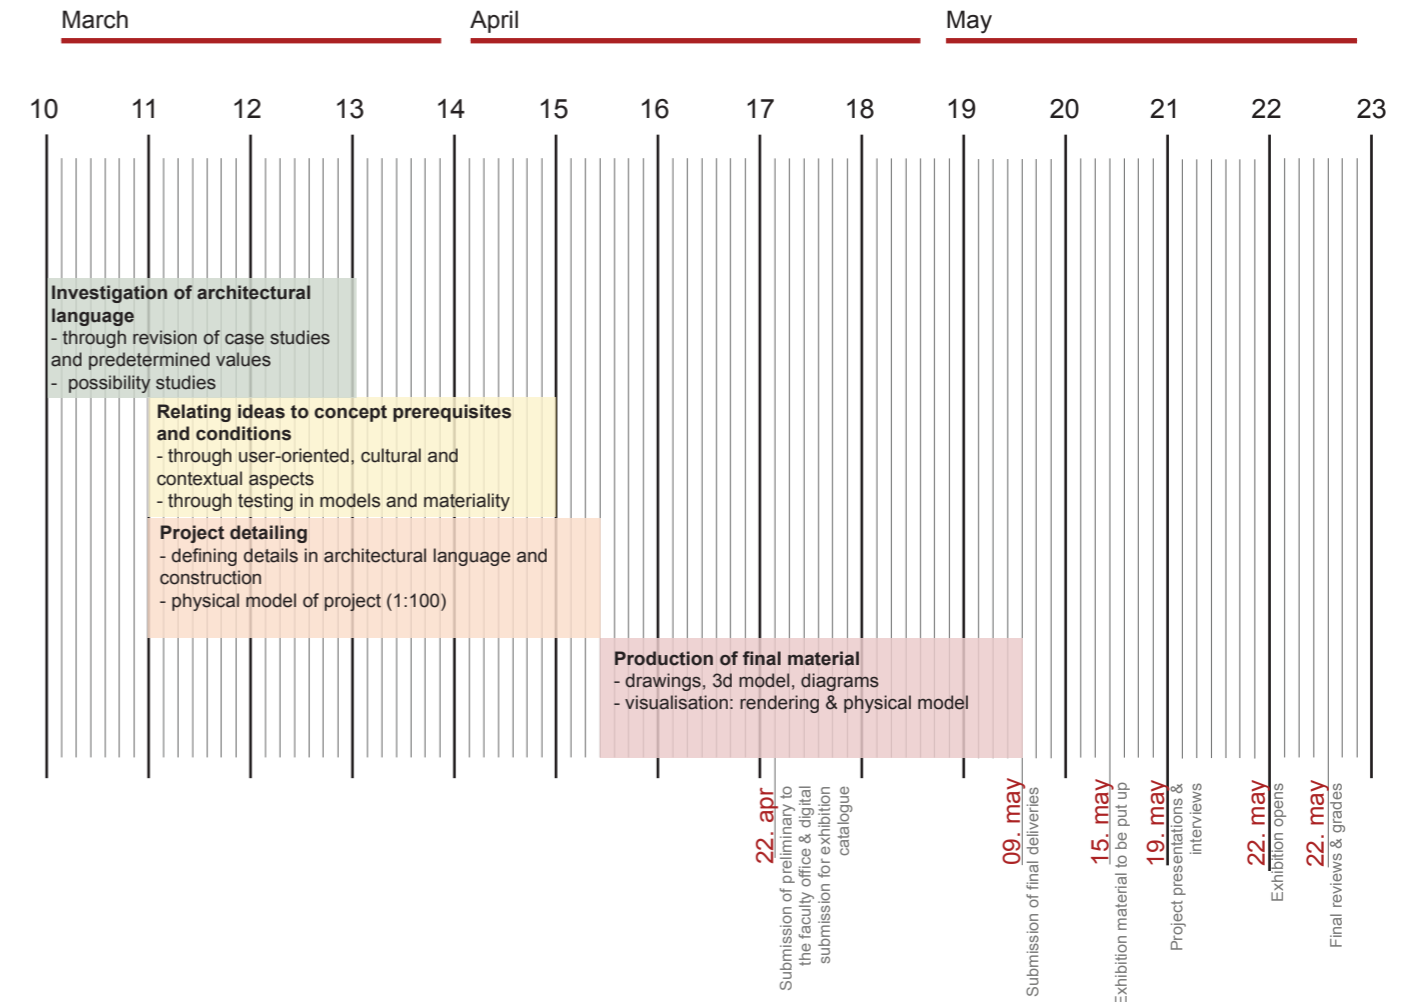 March
April
May
10 11 12 13 14 15 16 17 18 19 20 21 22 23
Investigation of architectural
language
- through revision of case studies
and predetermined values
- possibility studies
Relating ideas to concept prerequisites
and conditions
- through user-oriented, cultural and
contextual aspects
- through testing in models and materiality
Project detailing
- defining details in architectural language and
construction
- physical model of project (1:100)
Production of final material
- drawings, 3d model, diagrams
- visualisation: rendering & physical model
22. apr
Submission of preliminary to
the faculty office & digital
submission for exhibition
catalogue
09. may
Submission of final deliveries
15. may
Exhibition material to be put up
19. may
Project presentations &
interviews
22. may
Exhibition opens
22. may
Final reviews & grades